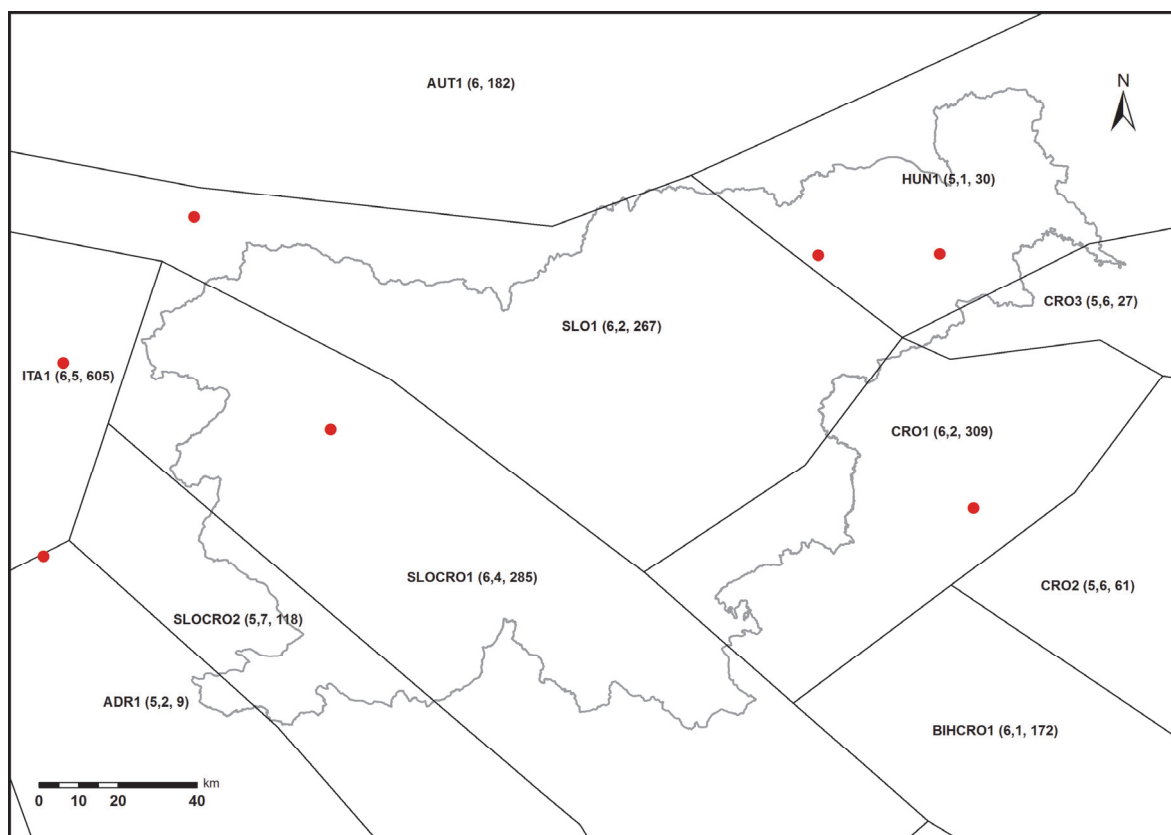 AUT1 (6, 182)
N
HUN1 (5,1, 30)
CRO3 (5,6, 27)
SLO1 (6,2, 267)
ITA1 (6,5, 605)
CRO1 (6,2, 309)
SLOCRO1 (6,4, 285)
CRO2 (5,6, 61)
SLOCRO2 (5,7, 118)
ADR1 (5,2, 9)
BIHCRO1 (6,1, 172)
km
0 10 20 40